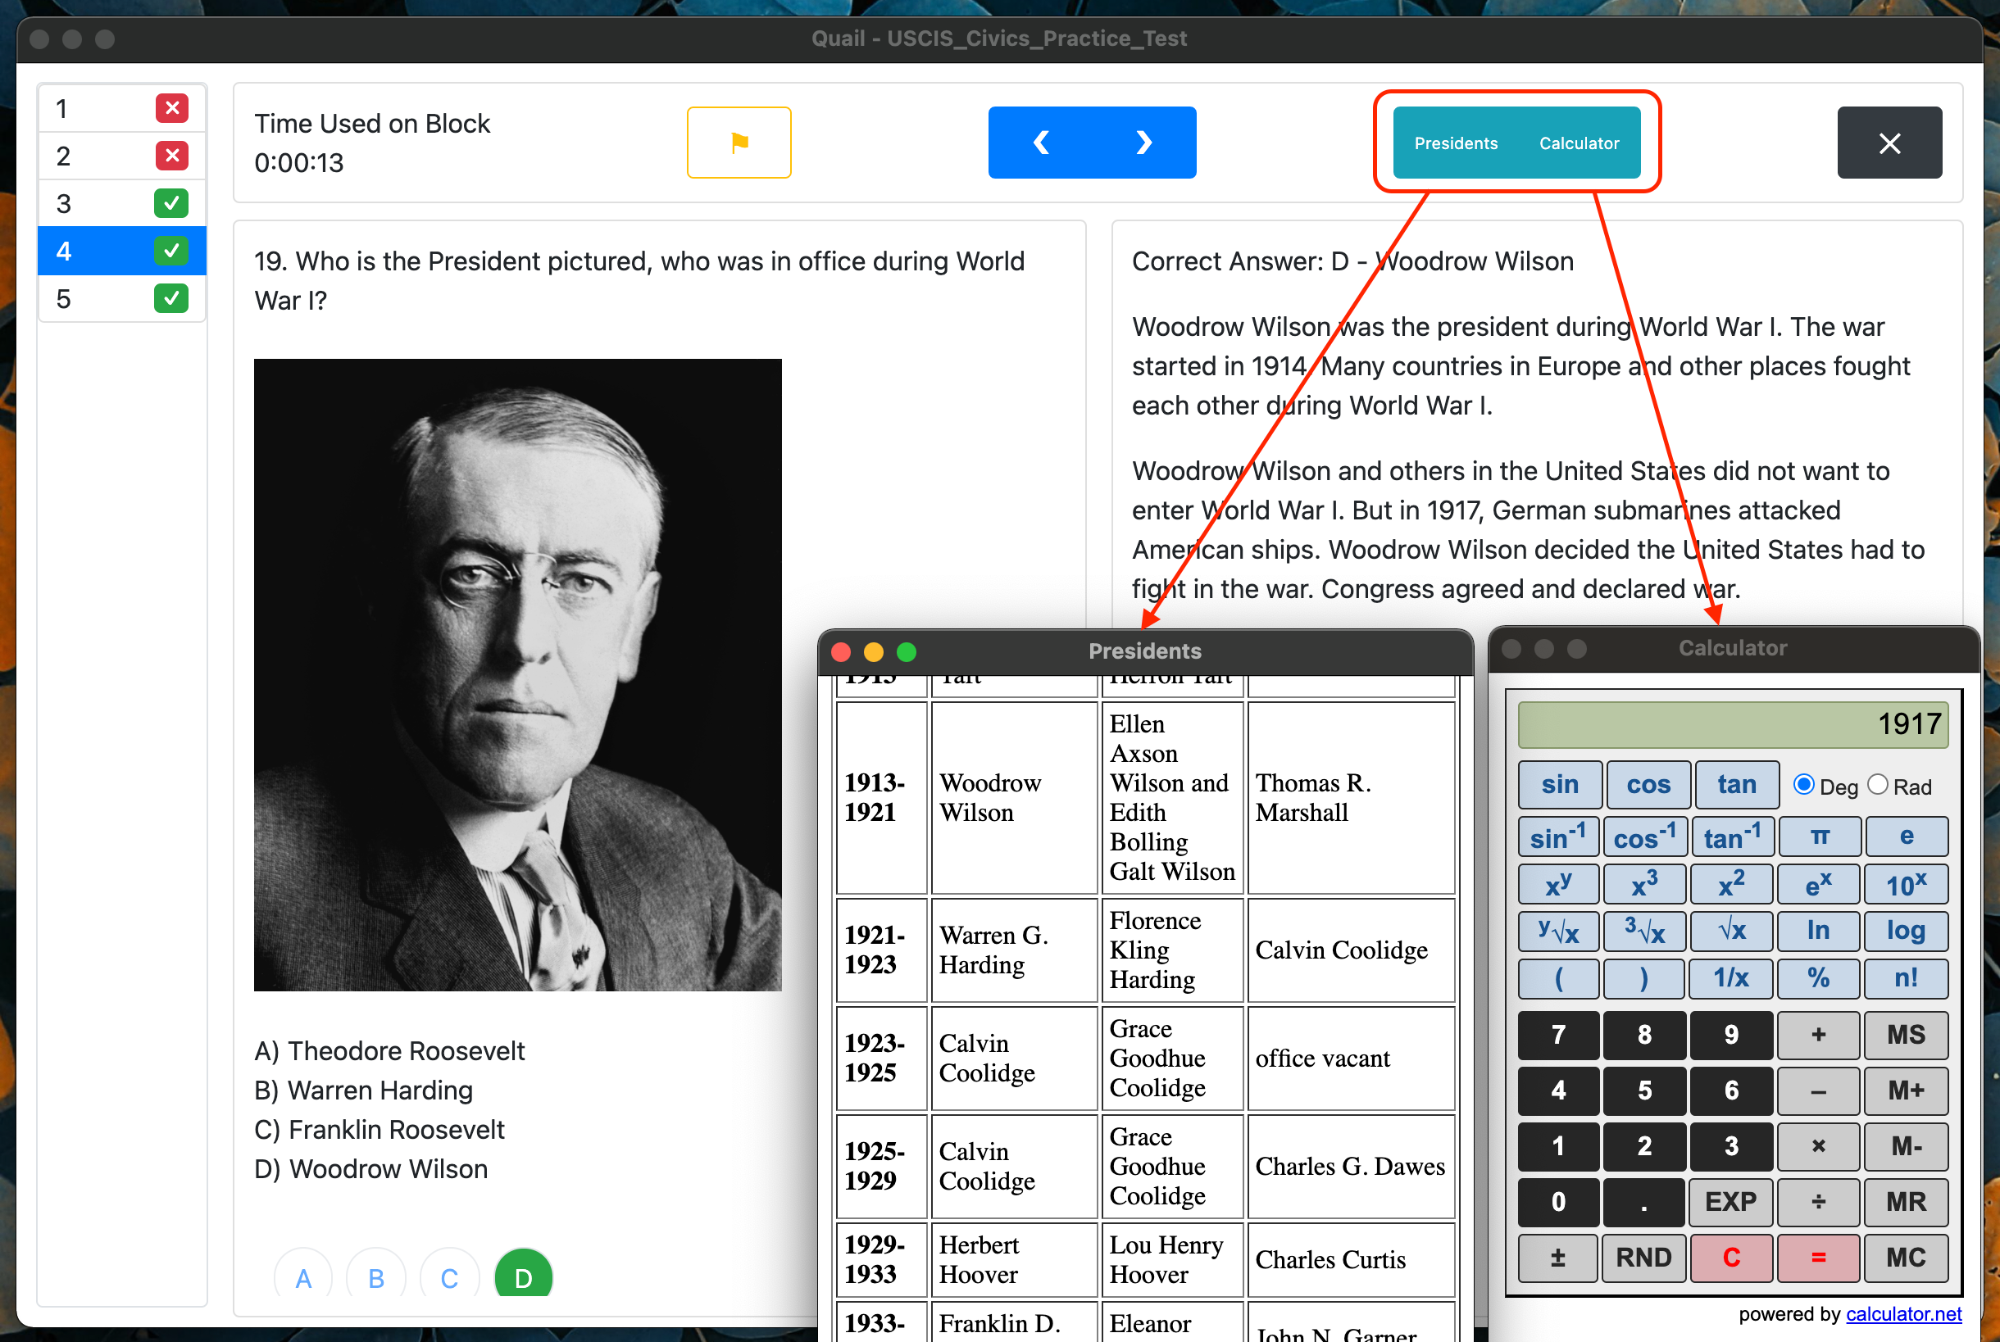 Quail - USCIS_Civics_Practice_Test
1
2
3
4
5
Time Used on Block
0:00:13
Presidents
Calculator
19. Who is the President pictured, who was in office during World
War I?
A) Theodore Roosevelt
B) Warren Harding
C) Franklin Roosevelt
D) Woodrow Wilson
A B C D
Correct Answer: D - Woodrow Wilson
Woodrow Wilson was the president during World War I. The war
started in 1914. Many countries in Europe and other places fought
each other during World War I.
Woodrow Wilson and others in the United States did not want to
enter World War I. But in 1917, German submarines attacked
American ships. Woodrow Wilson decided the United States had to
fight in the war. Congress agreed and declared war.
Presidents
1913 Taft Herron Taft
1913-
1921
Woodrow
Wilson
Ellen
Axson
Wilson and
Edith
Bolling
Galt Wilson
Thomas R.
Marshall
1921-
1923
Warren G.
Harding
Florence
Kling
Harding
Calvin Coolidge
1923-
1925
Calvin
Coolidge
Grace
Goodhue
Coolidge
office vacant
1925-
1929
Calvin
Coolidge
Grace
Goodhue
Coolidge
Charles G. Dawes
1929-
1933
Herbert
Hoover
Lou Henry
Hoover
Charles Curtis
1933-
Franklin D.
Eleanor
John N. Garner
Calculator
1917
sin cos tan Deg Rad
sin-1 cos-1 tan-1 π e
xy x3 x2 ex 10x
y√x 3√x √x ln log
( ) 1/x % n!
7 8 9 + MS
4 5 6 – M+
1 2 3 × M-
0 . EXP ÷ MR
± RND C = MC
powered by calculator.net